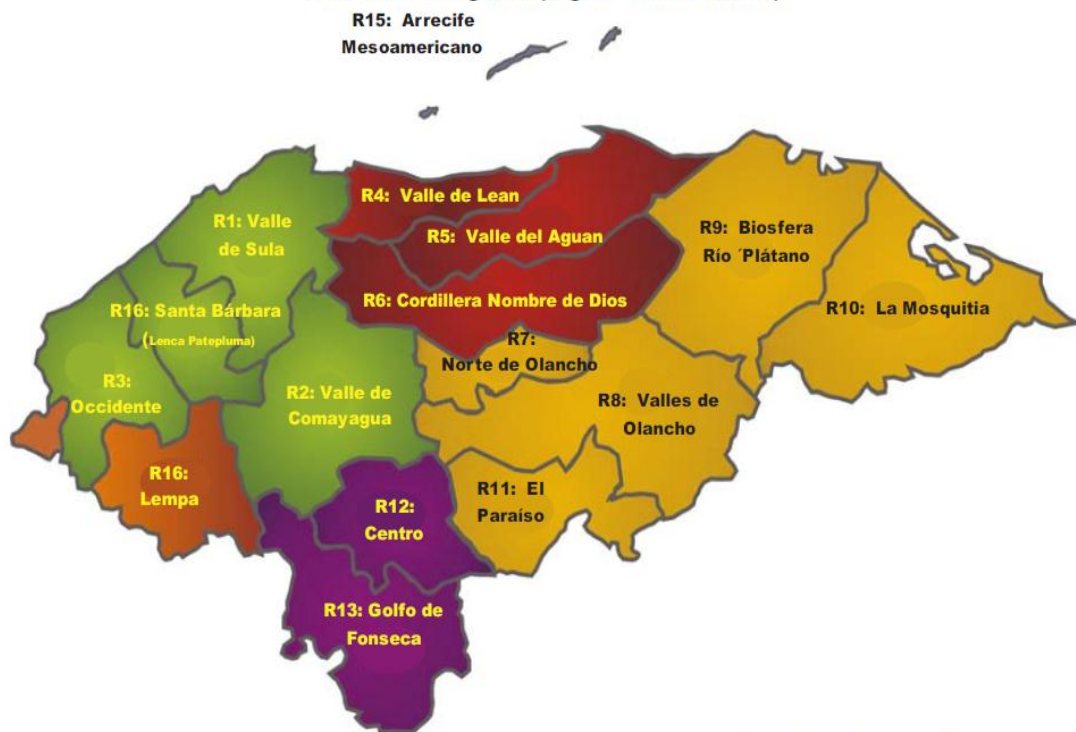 R15: Arrecife
Mesoamericano
R4: Valle de Lean
R1: Valle
de Sula
R5: Valle del Aguan
R9: Biosfera
Río ´Plátano
R6: Cordillera Nombre de Dios
R16: Santa Bárbara
(Lenca Patepluma)
R10: La Mosquitia
R7:
Norte de Olancho
R3:
Occidente
R2: Valle de
Comayagua
R8: Valles de
Olancho
R16:
Lempa
R11: El
Paraíso
R12:
Centro
R13: Golfo de
Fonseca